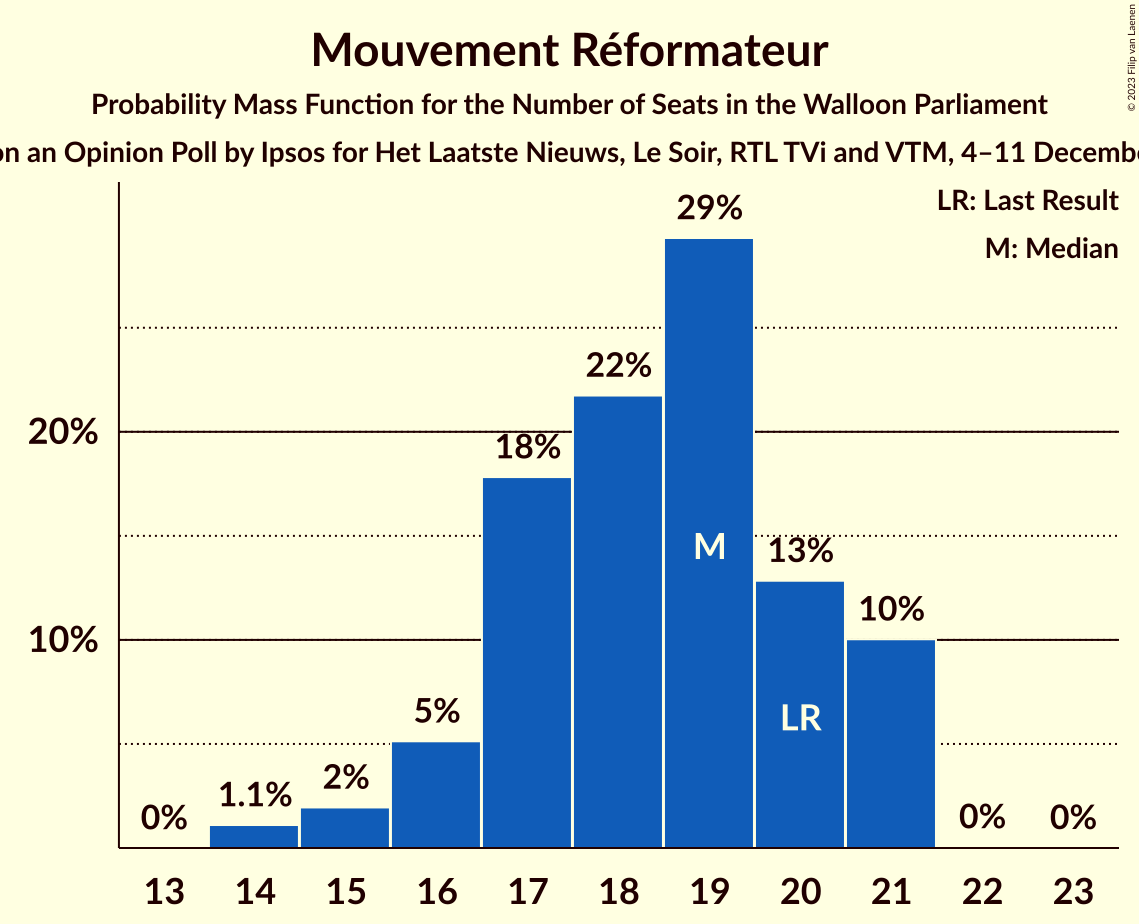 Mouvement Réformateur
Probability Mass Function for the Number of Seats in the Walloon Parliament
on an Opinion Poll by Ipsos for Het Laatste Nieuws, Le Soir, RTL TVi and VTM, 4–11
© 2023 Filip van Laenen
LR: Last Result
M: Median
29%
22%
20%
18%
M
13%
10%
10%
LR
5%
2%
1.1%
0%
0%
0%
13 14 15 16 17 18 19 20 21 22 23